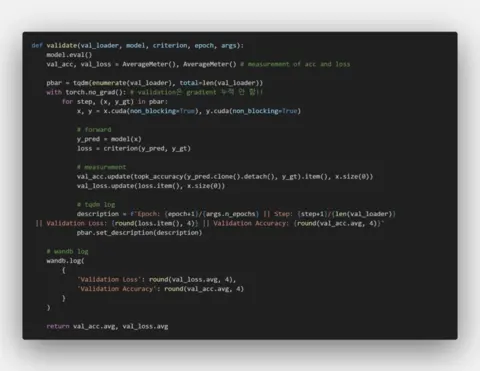 def validate(val_loader, model, criterion, epoch, args):
model.eval()
val_acc, val_loss = AverageMeter(), AverageMeter() # measurement of acc and loss
pbar = tqdm(enumerate(val_loader), total=len(val_loader))
with torch.no_grad(): # validation은 gradient 누적 안 함!!
for step, (x, y_gt) in pbar:
x, y = x.cuda(non_blocking=True), y.cuda(non_blocking=True)
# forward
y_pred = model(x)
loss = criterion(y_pred, y_gt)
# measurement
val_acc.update(topk_accuracy(y_pred.clone().detach(), y_gt).item(), x.size(0))
val_loss.update(loss.item(), x.size(0))
# tqdm log
description = f'Epoch: {epoch+1}/{args.n_epochs} || Step: {step+1}/{len(val_loader)}
|| Validation Loss: {round(loss.item(), 4)} || Validation Accuracy: {round(val_acc.avg, 4)}'
pbar.set_description(description)
# wandb log
wandb.log(
{
'Validation Loss': round(val_loss.avg, 4),
'Validation Accuracy': round(val_acc.avg, 4)
}
)
return val_acc.avg, val_loss.avg